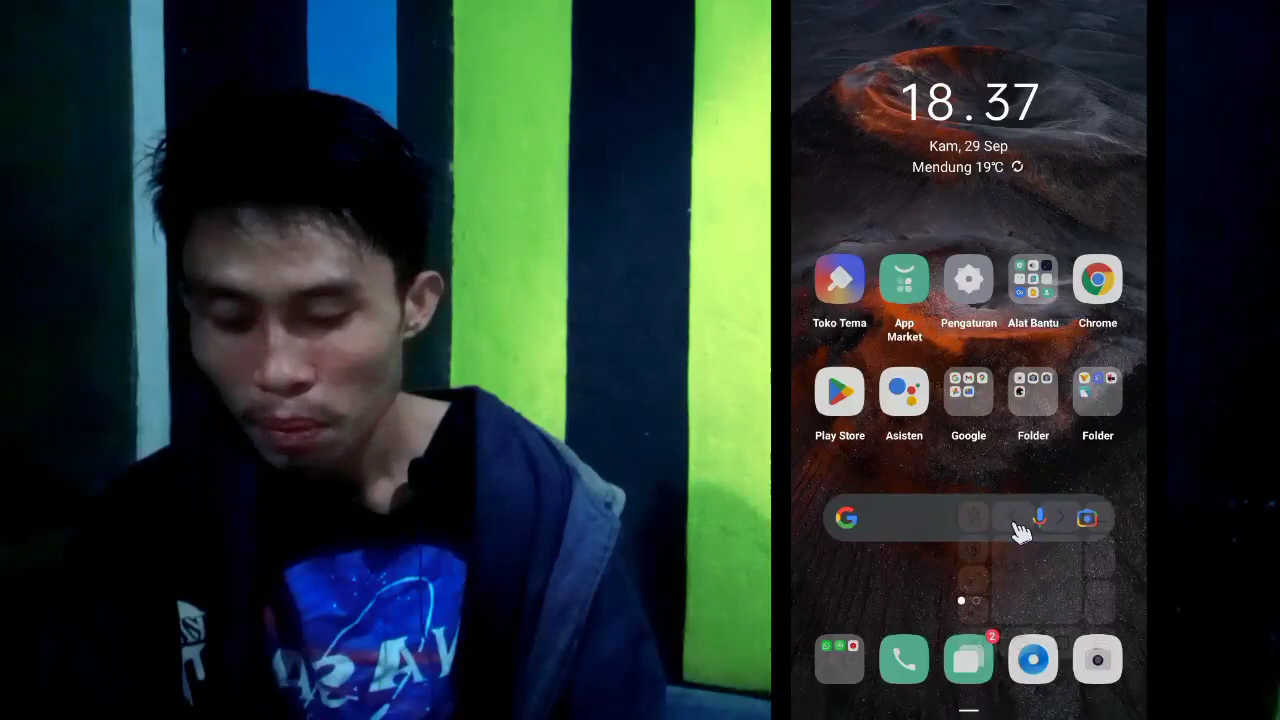 18.37
Kam, 29 Sep
Mendung 19℃
Toko Tema
App Market
Pengaturan
Alat Bantu
Chrome
Play Store
Asisten
Google
Folder
Folder
2